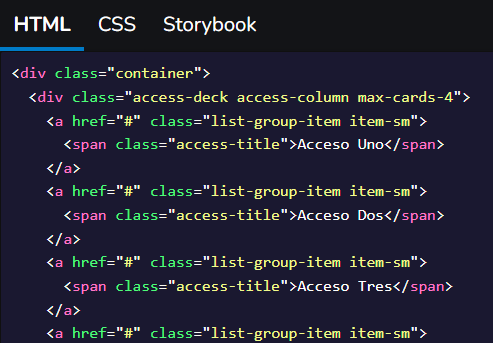 HTML CSS Storybook
<div class="container">
  <div class="access-deck access-column max-cards-4">
    <a href="#" class="list-group-item item-sm">
      <span class="access-title">Acceso Uno</span>
    </a>
    <a href="#" class="list-group-item item-sm">
      <span class="access-title">Acceso Dos</span>
    </a>
    <a href="#" class="list-group-item item-sm">
      <span class="access-title">Acceso Tres</span>
    </a>
    <a href="#" class="list-group-item item-sm">